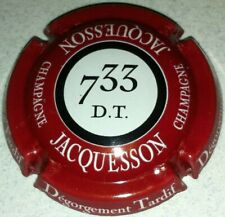 JACQUESSON
CHAMPAGNE
CHAMPAGNE
733
D.T.
JACQUESSON
Dégorgement Tardif